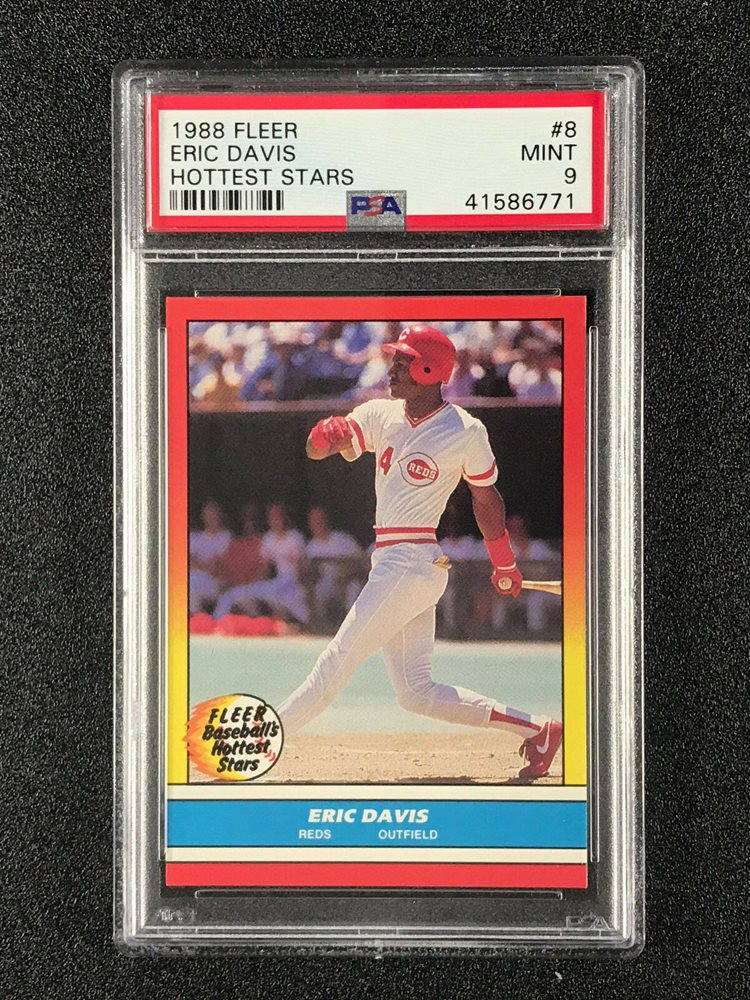 1988 FLEER #8
ERIC DAVIS MINT
HOTTEST STARS 9
PSA 41586771
4 REDS
FLEER
Baseball's
Hottest
Stars
ERIC DAVIS
REDS OUTFIELD
PSA